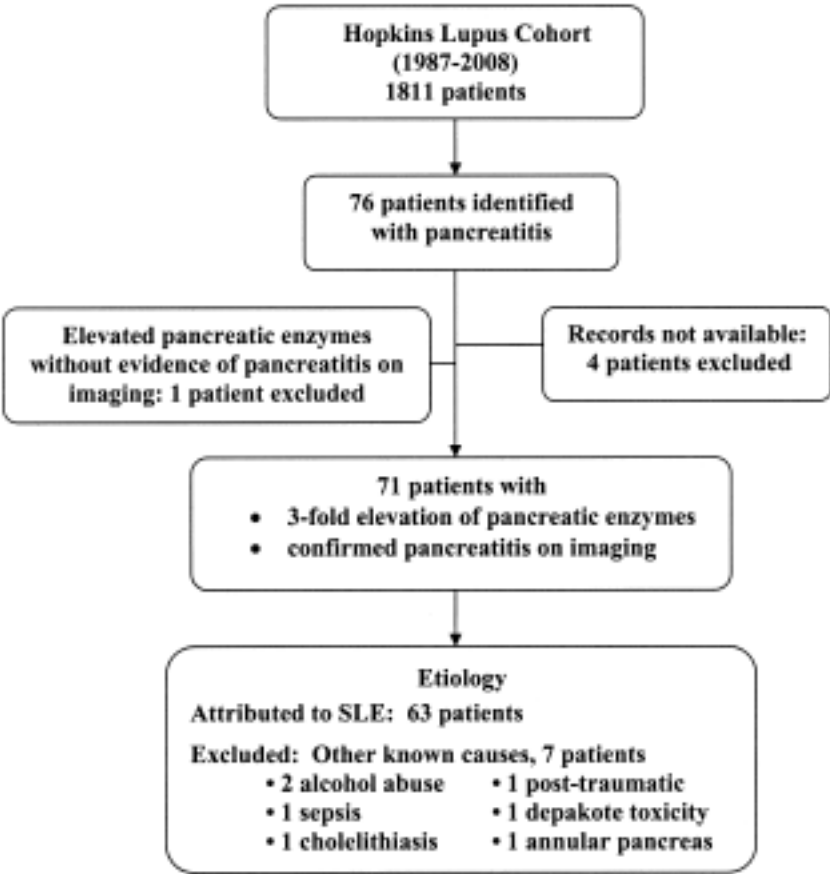 Hopkins Lupus Cohort
(1987-2008)
1811 patients
76 patients identified
with pancreatitis
Elevated pancreatic enzymes
without evidence of pancreatitis on
imaging: 1 patient excluded
Records not available:
4 patients excluded
71 patients with
• 3-fold elevation of pancreatic enzymes
• confirmed pancreatitis on imaging
Etiology
Attributed to SLE: 63 patients
Excluded: Other known causes, 7 patients
• 2 alcohol abuse • 1 post-traumatic
• 1 sepsis • 1 depakote toxicity
• 1 cholelithiasis • 1 annular pancreas